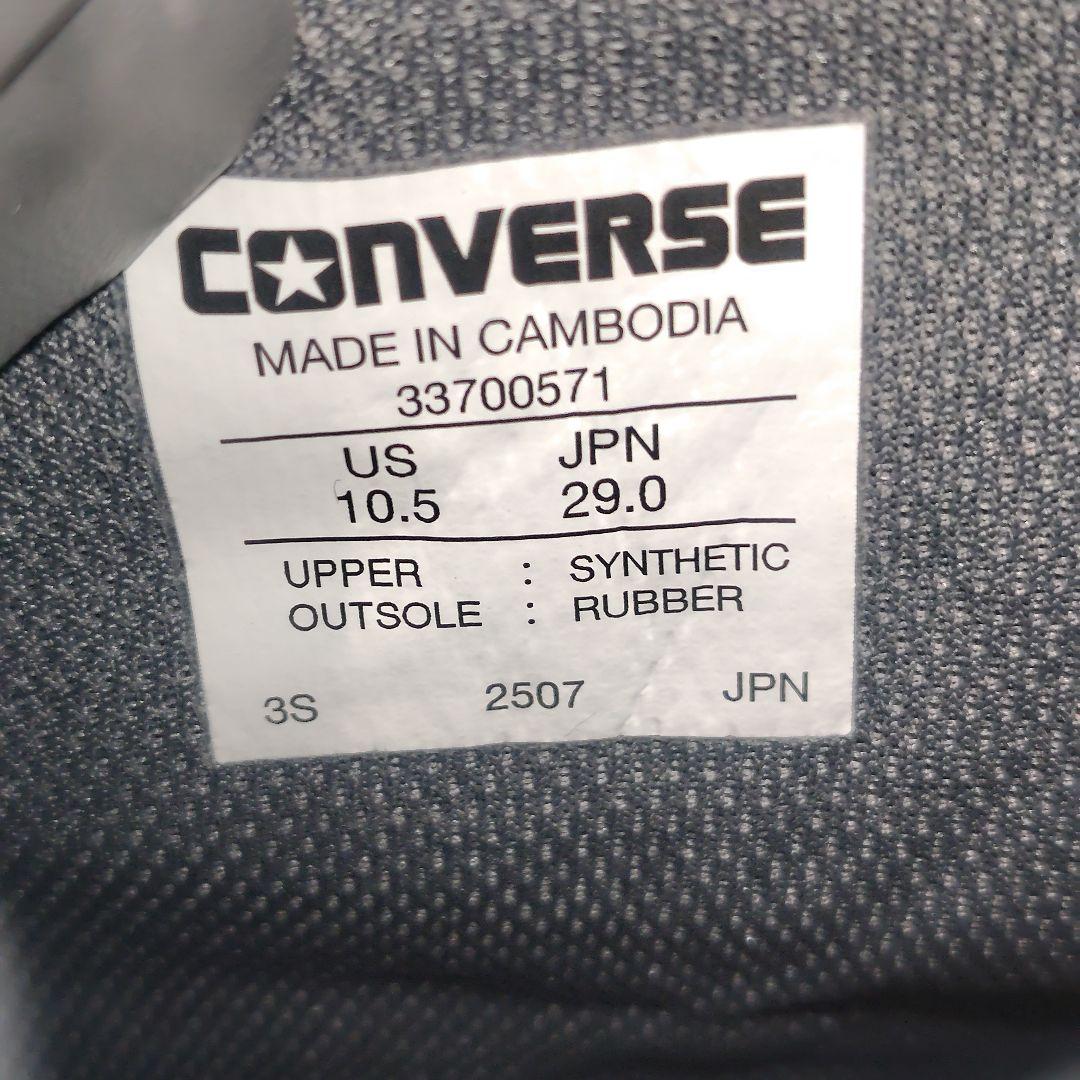 CONVERSE
MADE IN CAMBODIA
33700571
US JPN
10.5 29.0
UPPER : SYNTHETIC
OUTSOLE : RUBBER
3S 2507 JPN